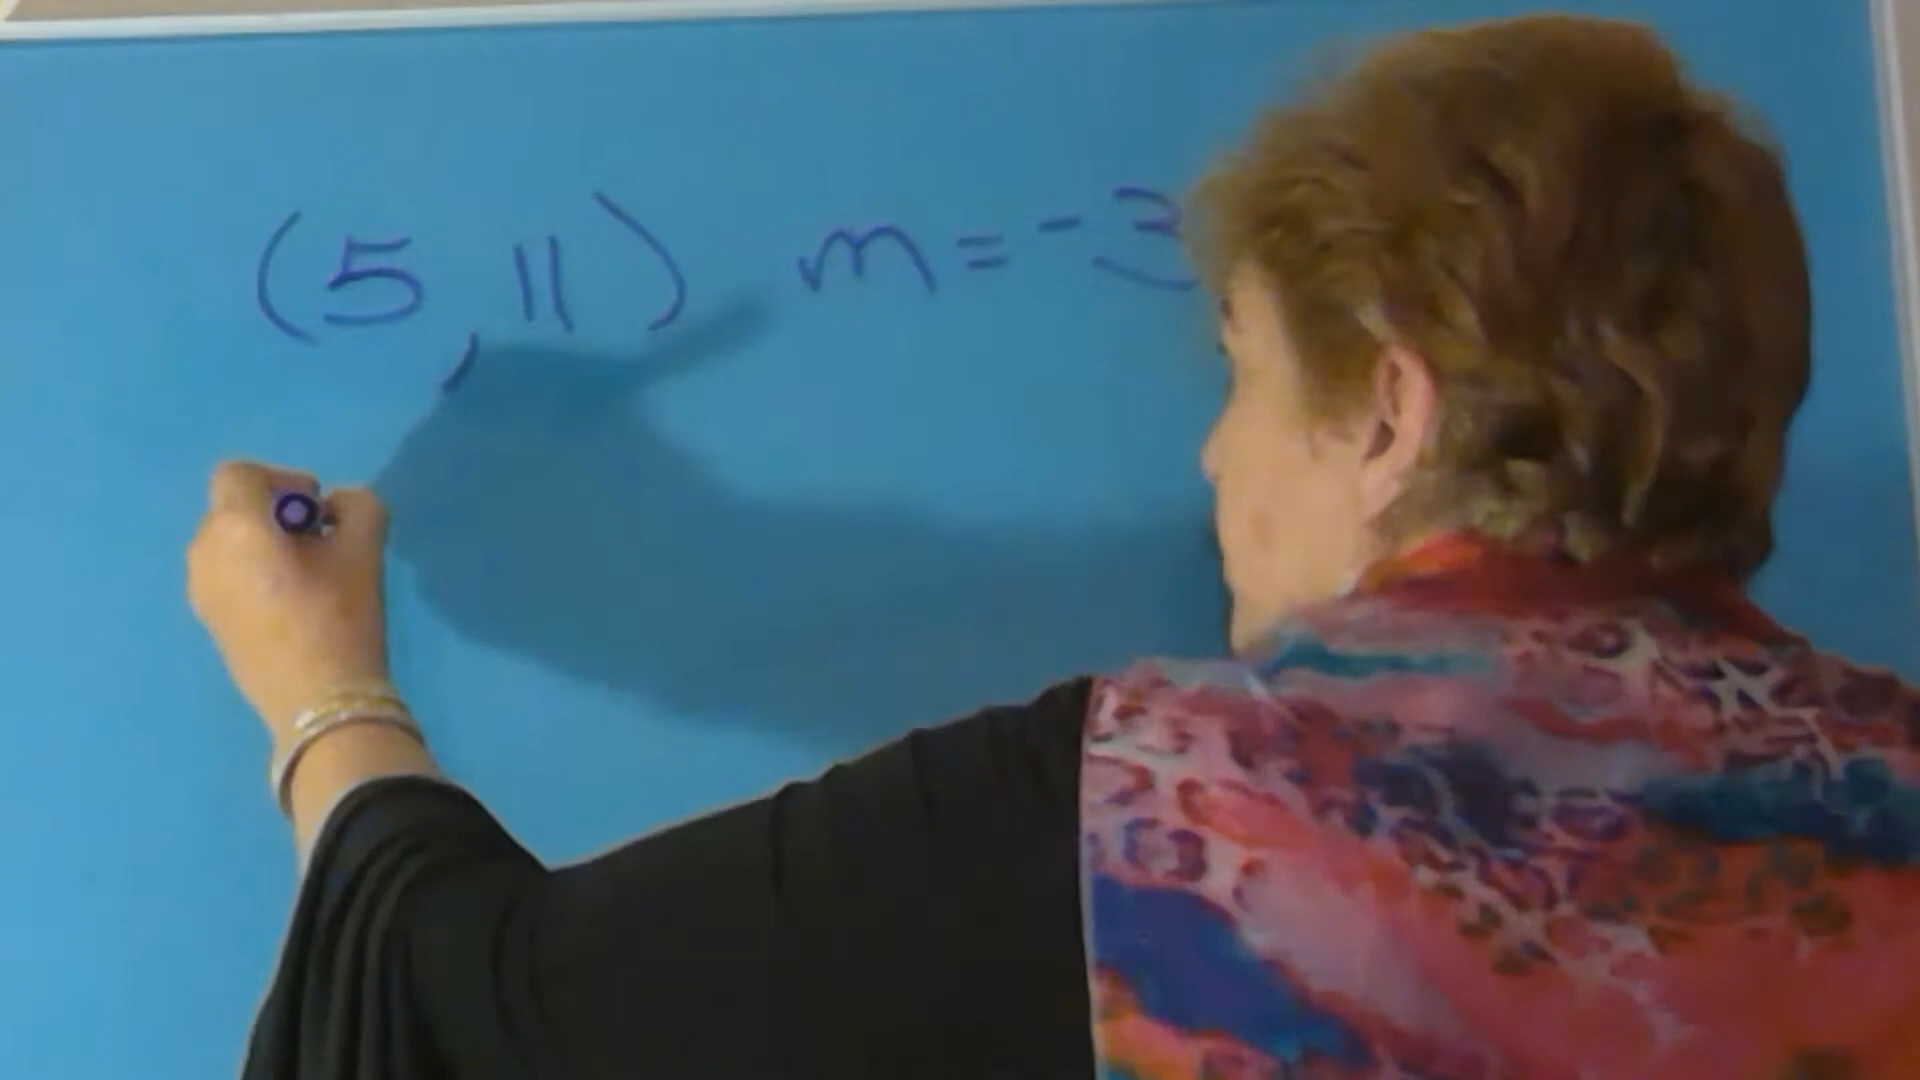 (5, 11) m = -3